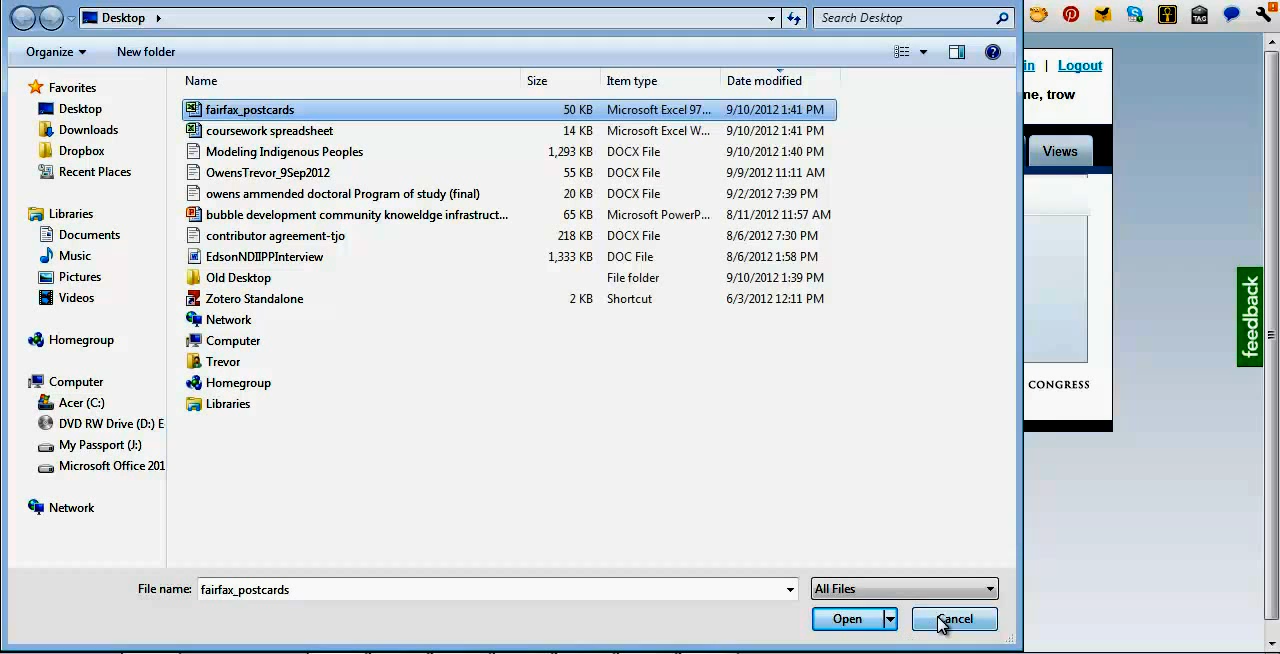 Desktop
Search Desktop
Organize New folder
Name Size Item type Date modified
Favorites
Desktop
Downloads
Dropbox
Recent Places
Libraries
Documents
Music
Pictures
Videos
Homegroup
Computer
Acer (C:)
DVD RW Drive (D:) E
My Passport (J:)
Microsoft Office 201
Network
fairfax_postcards 50 KB Microsoft Excel 97... 9/10/2012 1:41 PM
coursework spreadsheet 14 KB Microsoft Excel W... 9/10/2012 1:41 PM
Modeling Indigenous Peoples 1,293 KB DOCX File 9/10/2012 1:40 PM
OwensTrevor_9Sep2012 55 KB DOCX File 9/9/2012 11:11 AM
owens ammended doctoral Program of study (final) 20 KB DOCX File 9/2/2012 7:39 PM
bubble development community knoweldge infrastruct... 65 KB Microsoft PowerP... 8/11/2012 11:57 AM
contributor agreement-tjo 218 KB DOCX File 8/6/2012 7:30 PM
EdsonNDIIPPInterview 1,333 KB DOC File 8/6/2012 1:58 PM
Old Desktop File folder 9/10/2012 1:39 PM
Zotero Standalone 2 KB Shortcut 6/3/2012 12:11 PM
Network
Computer
Trevor
Homegroup
Libraries
File name: fairfax_postcards All Files
Open Cancel
TAG
in | Logout
ne, trow
Views
feedback
CONGRESS